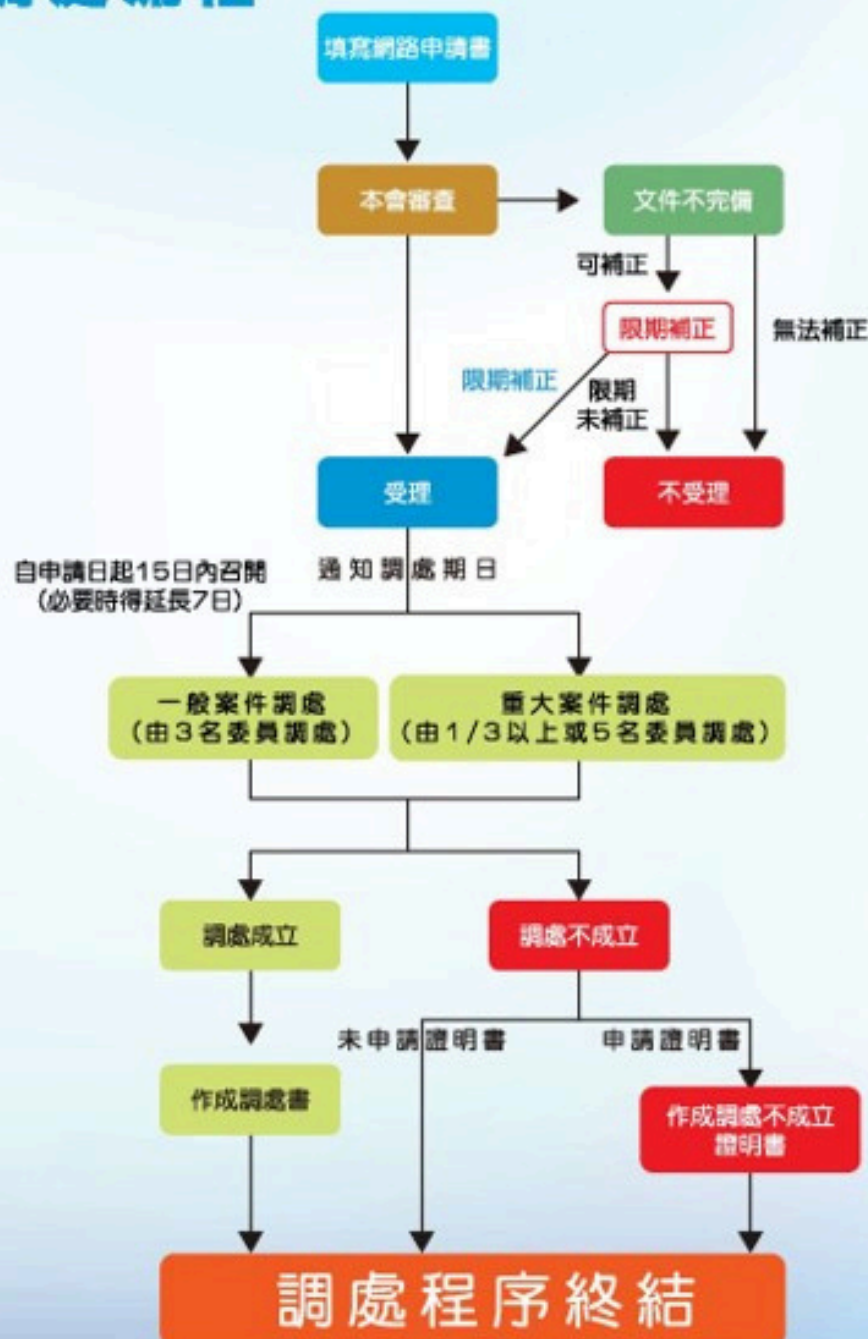 填寫網路申請書
本會審查
文件不完備
可補正
限期補正
無法補正
限期補正
限期
未補正
受理
不受理
自申請日起15日內召開
(必要時得延長7日)
通知調處期日
一般案件調處
(由3名委員調處)
重大案件調處
(由1/3以上或5名委員調處)
調處成立
調處不成立
未申請證明書
申請證明書
作成調處書
作成調處不成立
證明書
調處程序終結